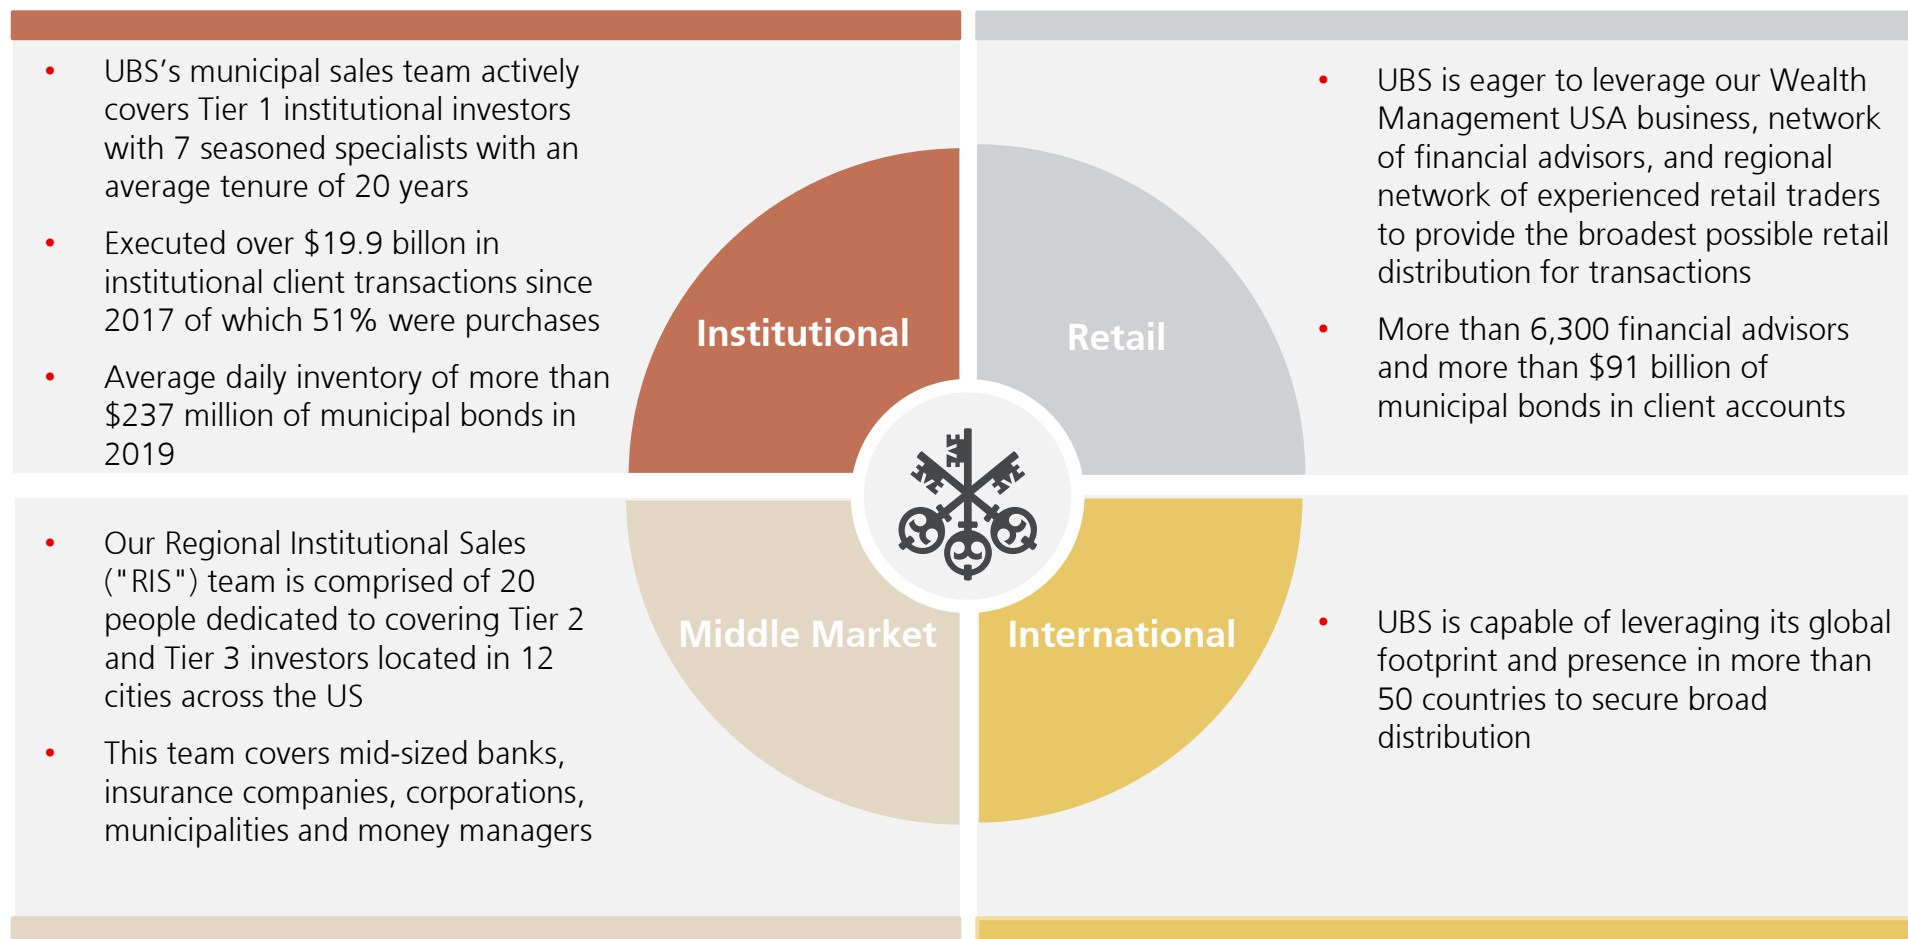 • UBS’s municipal sales team actively
covers Tier 1 institutional investors
with 7 seasoned specialists with an
average tenure of 20 years
• Executed over $19.9 billon in
institutional client transactions since
2017 of which 51% were purchases
• Average daily inventory of more than
$237 million of municipal bonds in
2019
Institutional
Retail
• UBS is eager to leverage our Wealth
Management USA business, network
of financial advisors, and regional
network of experienced retail traders
to provide the broadest possible retail
distribution for transactions
• More than 6,300 financial advisors
and more than $91 billion of
municipal bonds in client accounts
• Our Regional Institutional Sales
("RIS") team is comprised of 20
people dedicated to covering Tier 2
and Tier 3 investors located in 12
cities across the US
• This team covers mid-sized banks,
insurance companies, corporations,
municipalities and money managers
Middle Market
International
• UBS is capable of leveraging its global
footprint and presence in more than
50 countries to secure broad
distribution